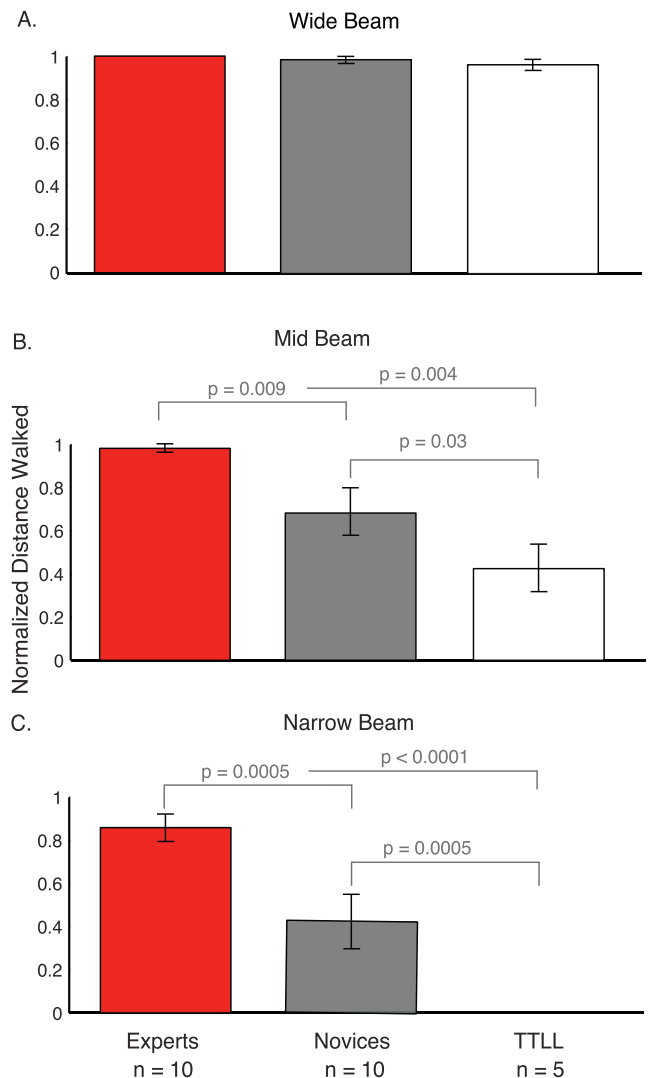 A.
Wide Beam
1
0.8
0.6
0.4
0.2
0
B.
Mid Beam
p = 0.004
p = 0.009
p = 0.03
Normalized Distance Walked
1
0.8
0.6
0.4
0.2
0
C.
Narrow Beam
p < 0.0001
p = 0.0005
p = 0.0005
1
0.8
0.6
0.4
0.2
0
Experts Novices TTLL
n = 10 n = 10 n = 5